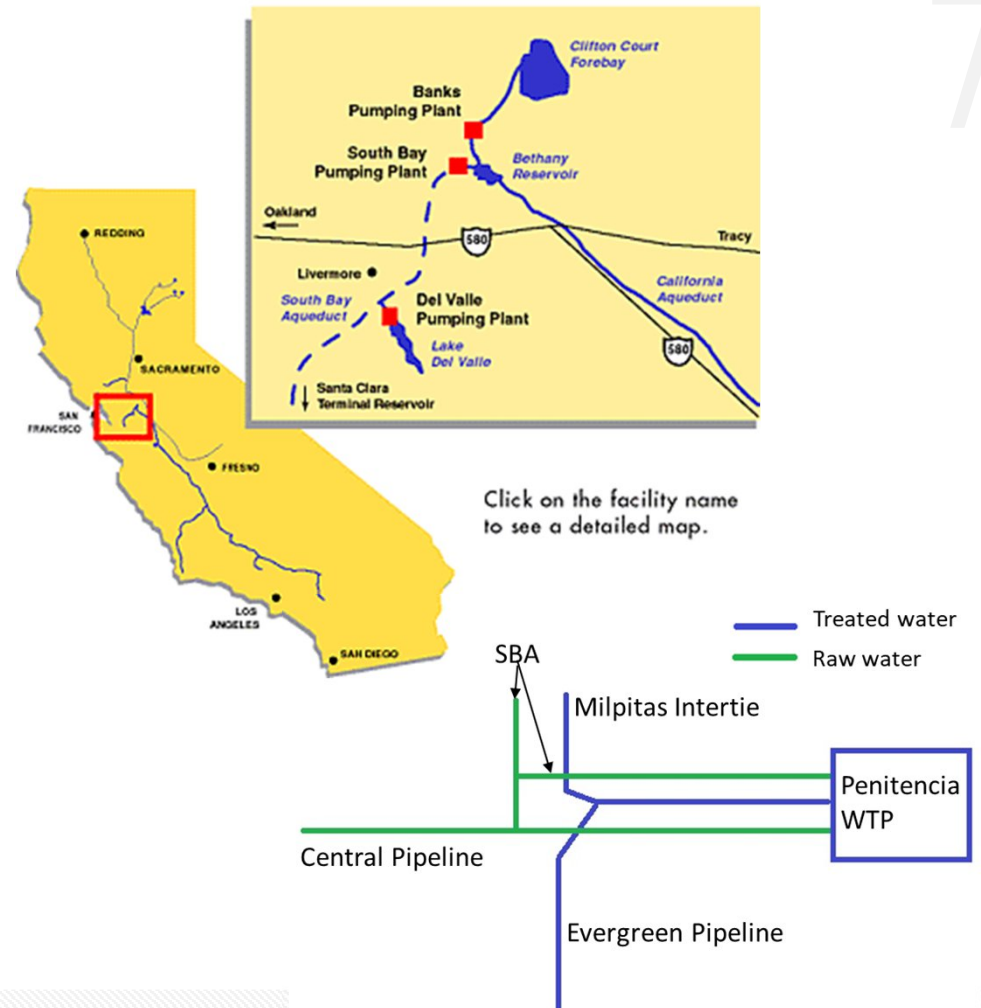 Clifton Court
Forebay
Banks
Pumping Plant
South Bay
Pumping Plant
Bethany
Reservoir
Oakland
580
Tracy
Livermore
California
Aqueduct
South Bay
Aqueduct
Del Valle
Pumping Plant
580
Lake
Del Valle
Santa Clara
Terminal Reservoir
REDDING
SACRAMENTO
SAN
FRANCISCO
FRESNO
LOS
ANGELES
SAN DIEGO
Click on the facility name
to see a detailed map.
Treated water
Raw water
SBA
Milpitas Intertie
Penitencia
WTP
Central Pipeline
Evergreen Pipeline